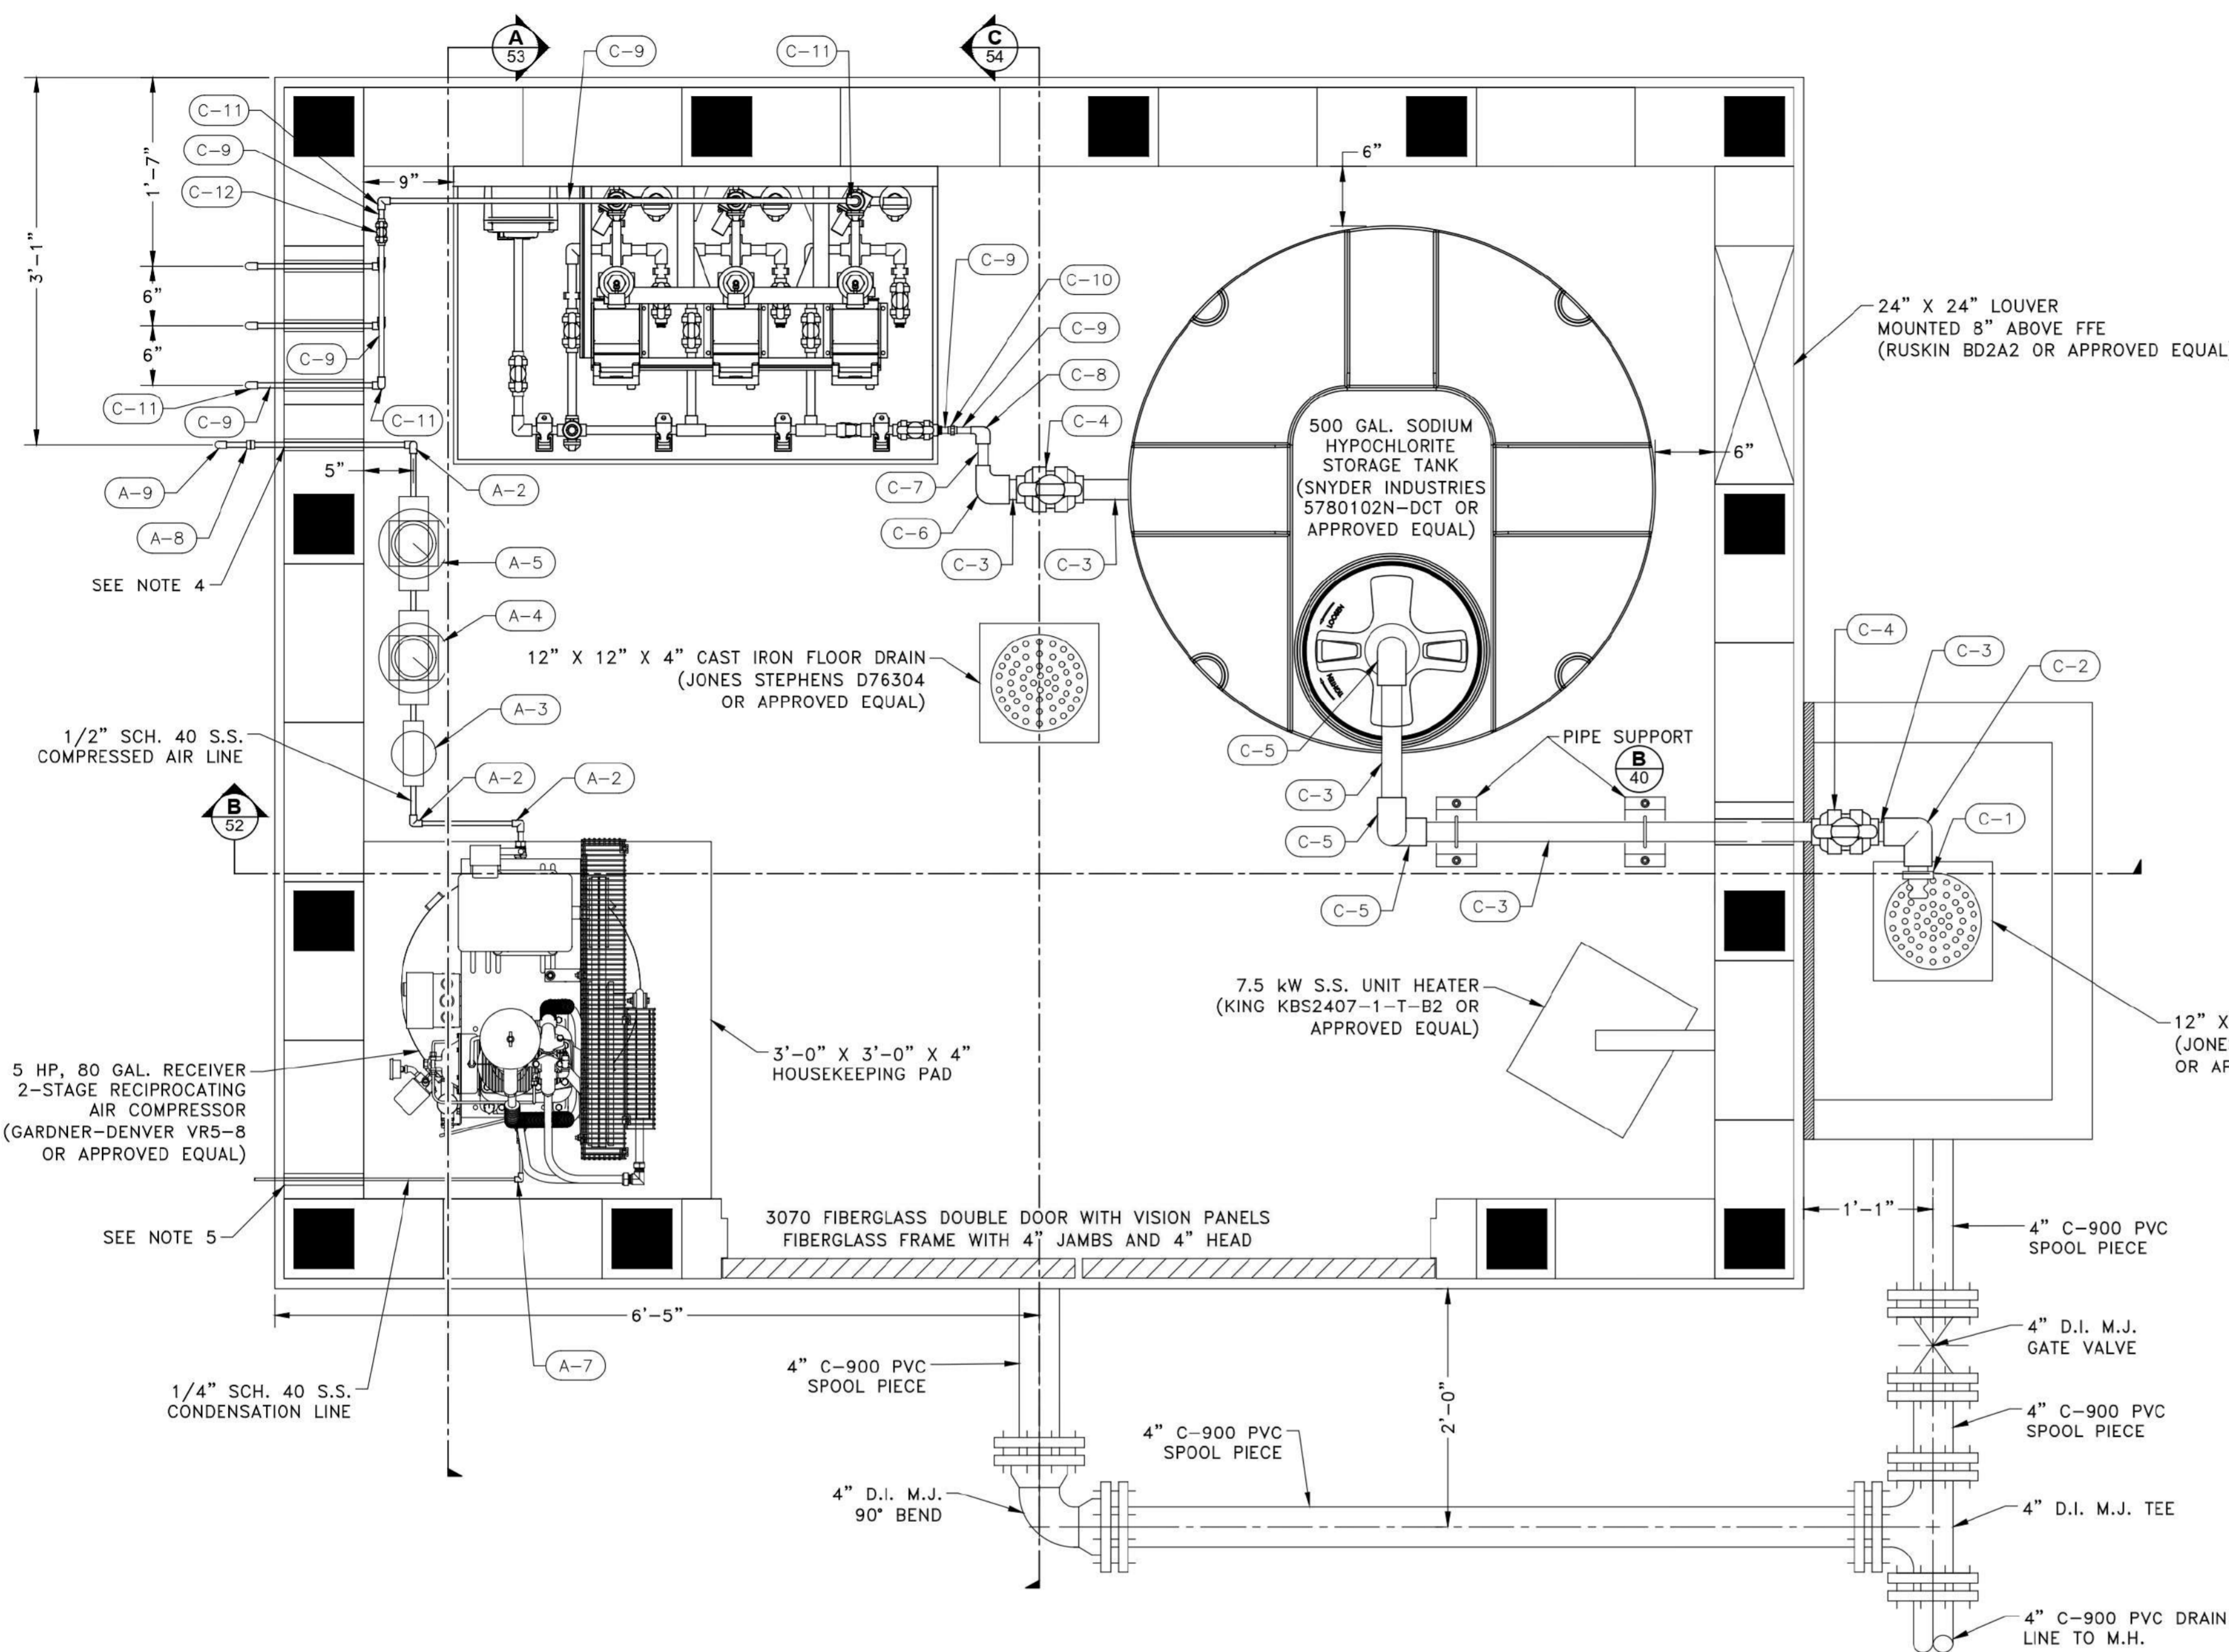 A
53
C-9
C-11
C
54
C-11
C-9
C-12
1'-7"
3'-1"
9"
6"
6"
6"
C-9
C-11
C-9
C-11
C-9
C-10
C-9
C-8
C-4
C-7
C-6
C-3
C-3
24" X 24" LOUVER
MOUNTED 8" ABOVE FFE
(RUSKIN BD2A2 OR APPROVED EQUAL
500 GAL. SODIUM
HYPOCHLORITE
STORAGE TANK
(SNYDER INDUSTRIES
5780102N-DCT OR
APPROVED EQUAL)
6"
5"
A-9
A-8
A-2
SEE NOTE 4
A-5
A-4
12" X 12" X 4" CAST IRON FLOOR DRAIN
(JONES STEPHENS D76304
OR APPROVED EQUAL)
LOOSEN
TIGHTEN
A-3
1/2" SCH. 40 S.S.
COMPRESSED AIR LINE
A-2
A-2
B
52
C-5
C-3
C-5
C-5
C-3
PIPE SUPPORT
B
40
C-4
C-3
C-2
C-1
7.5 kW S.S. UNIT HEATER
(KING KBS2407-1-T-B2 OR
APPROVED EQUAL)
12" X
(JONE
OR AP
5 HP, 80 GAL. RECEIVER
2-STAGE RECIPROCATING
AIR COMPRESSOR
(GARDNER-DENVER VR5-8
OR APPROVED EQUAL)
3'-0" X 3'-0" X 4"
HOUSEKEEPING PAD
SEE NOTE 5
3070 FIBERGLASS DOUBLE DOOR WITH VISION PANELS
FIBERGLASS FRAME WITH 4" JAMBS AND 4" HEAD
1'-1"
4" C-900 PVC
SPOOL PIECE
6'-5"
A-7
1/4" SCH. 40 S.S.
CONDENSATION LINE
4" C-900 PVC
SPOOL PIECE
2'-0"
4" D.I. M.J.
GATE VALVE
4" C-900 PVC
SPOOL PIECE
4" C-900 PVC
SPOOL PIECE
4" D.I. M.J.
90° BEND
4" D.I. M.J. TEE
4" C-900 PVC DRAIN
LINE TO M.H.